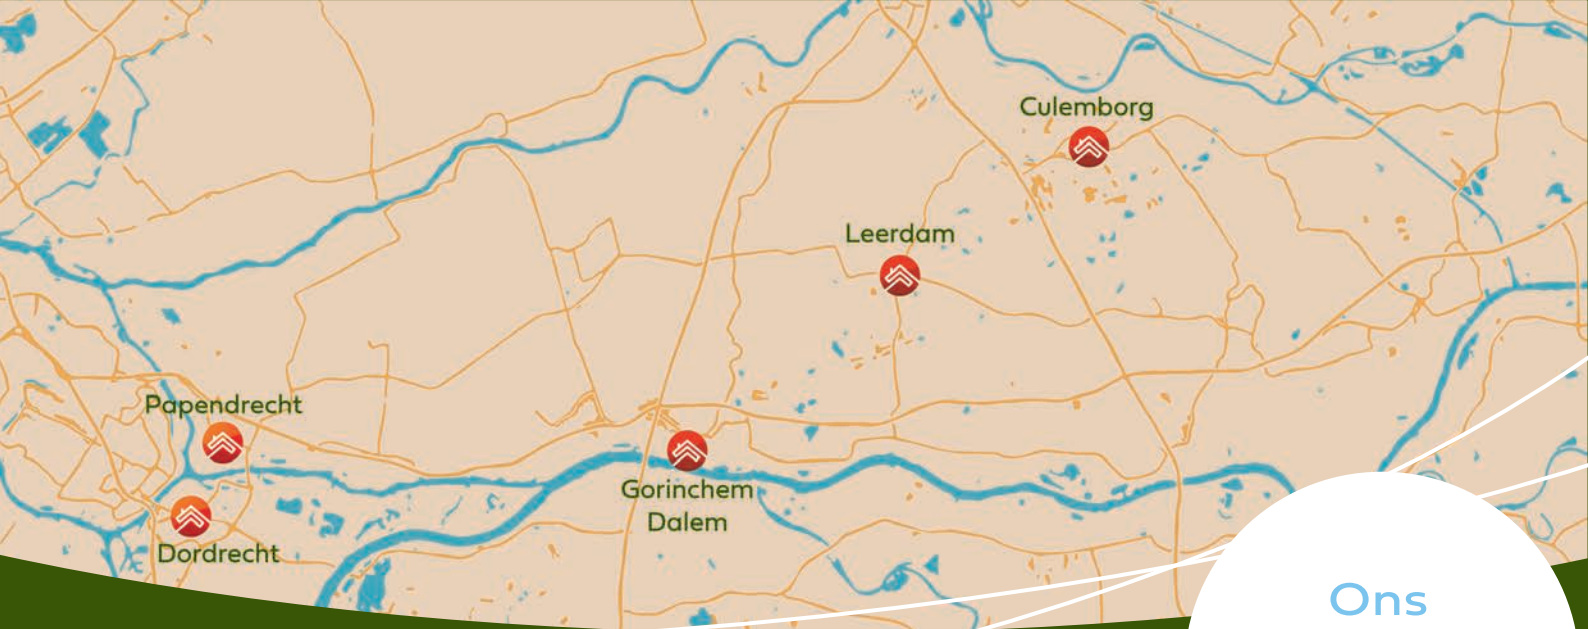 Culemborg
Leerdam
Papendrecht
Gorinchem
Dalem
Dordrecht
Ons